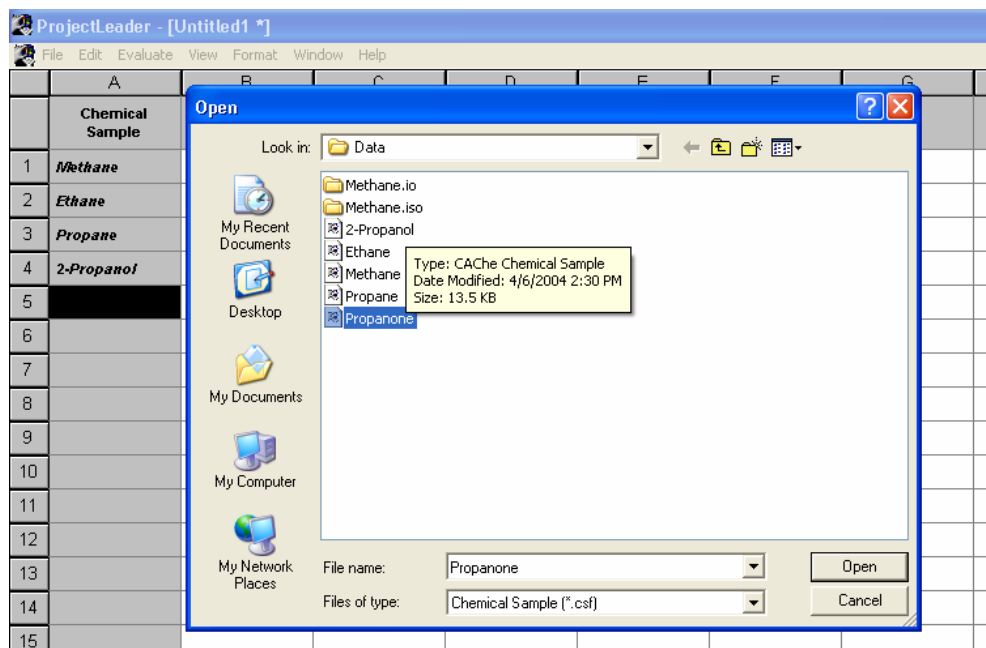 ProjectLeader - [Untitled1 *]
File Edit Evaluate View Format Window Help
A B C D E F G
Chemical
Sample
1 Methane
2 Ethane
3 Propane
4 2-Propanol
5
6
7
8
9
10
11
12
13
14
15
Open
Look in: Data
My Recent
Documents
Desktop
My Documents
My Computer
My Network
Places
Methane.io
Methane.iso
2-Propanol
Ethane
Methane
Propane
Propanone
Type: CAChe Chemical Sample
Date Modified: 4/6/2004 2:30 PM
Size: 13.5 KB
File name: Propanone Open
Files of type: Chemical Sample (*.csf) Cancel